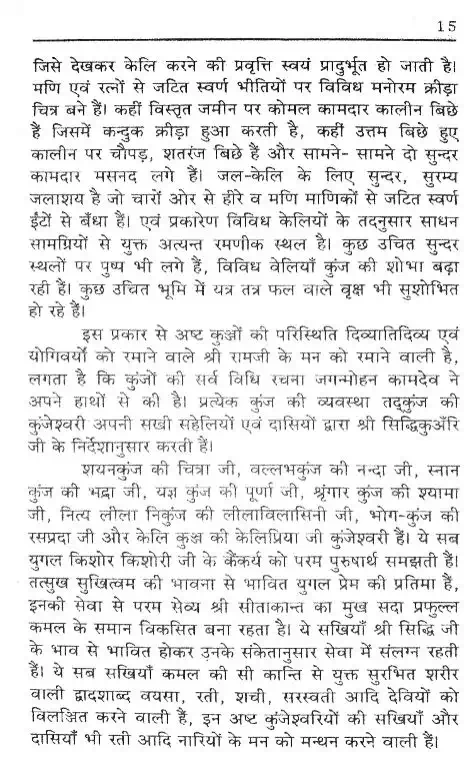 15
जिसे देखकर केलि करने की प्रवृत्ति स्वयं प्रादुर्भूत हो जाती है।
मणि एवं रत्नों से जटित स्वर्ण भीतियों पर विविध मनोरम क्रीड़ा
चित्र बने हैं। कहीं विस्तृत जमीन पर कोमल कामदार कालीन बिछे
हैं जिसमें कन्दुक क्रीड़ा हुआ करती है, कहीं उत्तम बिछे हुए
कालीन पर चौपड़, शतरंज बिछे हैं और सामने- सामने दो सुन्दर
कामदार मसनद लगे हैं। जल-केलि के लिए सुन्दर, सुरम्य
जलाशय है जो चारों ओर से हीरे व मणि माणिकों से जटित स्वर्ण
ईंटों से बँधा हैं। एवं प्रकारेण विविध केलियों के तदनुसार साधन
सामग्रियों से युक्त अत्यन्त रमणीक स्थल है। कुछ उचित सुन्दर
स्थलों पर पुष्प भी लगे हैं, विविध वेलियाँ कुंज की शोभा बढ़ा
रही हैं। कुछ उचित भूमि में यत्र तत्र फल वाले वृक्ष भी सुशोभित
हो रहे हैं।
इस प्रकार से अष्ट कुञ्जों की परिस्थिति दिव्यातिदिव्य एवं
योगिवर्यों को रमाने वाले श्री रामजी के मन को रमाने वाली है,
लगता है कि कुंजों की सर्व विधि रचना जगन्मोहन कामदेव ने
अपने हाथों से की है। प्रत्येक कुंज की व्यवस्था तद्कुंज की
कुंजेश्वरी अपनी सखी सहेलियों एवं दासियों द्वारा श्री सिद्धिकुअँरि
जी के निर्देशानुसार करती हैं।
शयनकुंज की चित्रा जी, वल्लभकुंज की नन्दा जी, स्नान
कुंज की भद्रा जी, यज्ञ कुंज की पूर्णा जी, श्रृंगार कुंज की श्यामा
जी, नित्य लीला निकुंज की लीलाविलासिनी जी, भोग-कुंज की
रसप्रदा जी और केलि कुञ्ज की केलिप्रिया जी कुंजेश्वरी हैं। ये सब
युगल किशोर किशोरी जी के कैंकर्य को परम पुरुषार्थ समझती हैं।
तत्सुख सुखित्वम की भावना से भावित युगल प्रेम की प्रतिमा हैं,
इनकी सेवा से परम सेव्य श्री सीताकान्त का मुख सदा प्रफुल्ल
कमल के समान विकसित बना रहता है। ये सखियाँ श्री सिद्धि जी
के भाव से भावित होकर उनके संकेतानुसार सेवा में संलग्न रहती
हैं। ये सब सखियाँ कमल की सी कान्ति से युक्त सुरभित शरीर
वाली द्वादशाब्द वयसा, रती, शची, सरस्वती आदि देवियों को
विलज्जित करने वाली हैं, इन अष्ट कुंजेश्वरियों की सखियाँ और
दासियाँ भी रती आदि नारियों के मन को मन्थन करने वाली हैं।